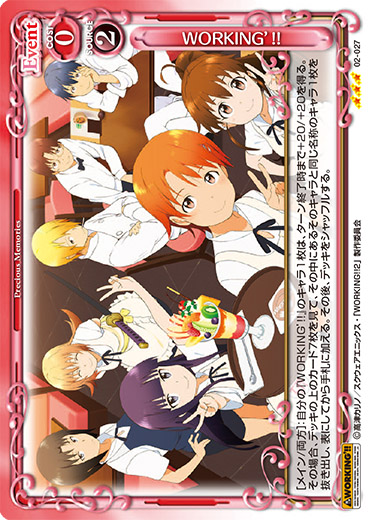 Event
COST
0
SOURCE
2
WORKING'!!
Precious Memories
[メイン/両方]:自分の「WORKING'!!」のキャラ1枚は、ターン終了時まで+20/+20を得る。
その場合、デッキの上のカード7枚を見て、その中にあるそのキャラと同じ名称のキャラ1枚を
抜き出し、表にしてから手札に加える。その後、デッキをシャッフルする。
WORKING'!!
©高津カリノ/スクウェアエニックス・「WORKING!!2」製作委員会
02-027